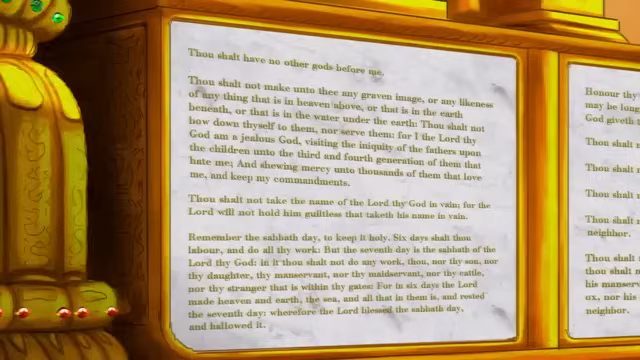 Thou shalt have no other gods before me.
Thou shalt not make unto thee any graven image, or any likeness
of any thing that is in heaven above, or that is in the earth
beneath, or that is in the water under the earth: Thou shalt not
bow down thyself to them, nor serve them: for I the Lord thy
God am a jealous God, visiting the iniquity of the fathers upon
the children unto the third and fourth generation of them that
hate me; And shewing mercy unto thousands of them that love
me, and keep my commandments.
Thou shalt not take the name of the Lord thy God in vain; for the
Lord will not hold him guiltless that taketh his name in vain.
Remember the sabbath day, to keep it holy. Six days shalt thou
labour, and do all thy work: But the seventh day is the sabbath of the
Lord thy God: in it thou shalt not do any work, thou, nor thy son, nor
thy daughter, thy manservant, nor thy maidservant, nor thy cattle,
nor thy stranger that is within thy gates: For in six days the Lord
made heaven and earth, the sea, and all that in them is, and rested
the seventh day: wherefore the Lord blessed the sabbath day,
and hallowed it.
Honour thy
may be long
God giveth
Thou shalt
Thou shalt
Thou shalt
Thou shalt
neighbor.
Thou shalt
thou shalt
his manserv
ox, nor his
neighbor.